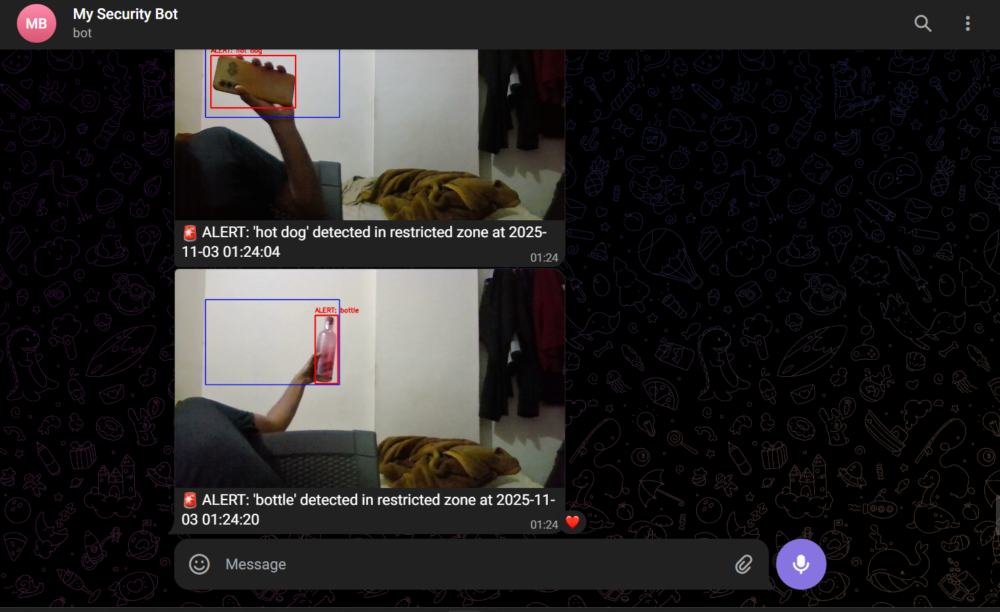 MB
My Security Bot
bot
ALERT: hot dog
ALERT: 'hot dog' detected in restricted zone at 2025-
11-03 01:24:04
01:24
ALERT: bottle
ALERT: 'bottle' detected in restricted zone at 2025-11-
03 01:24:20
01:24
Message